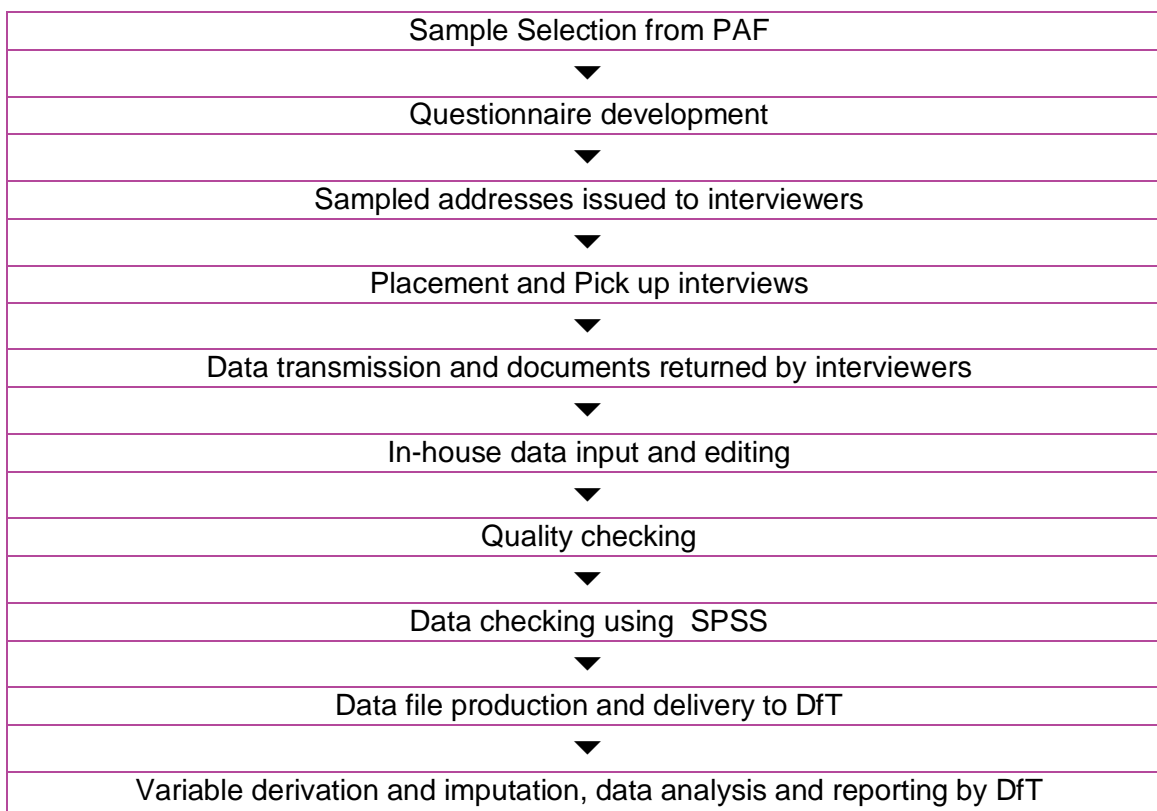 Sample Selection from PAF
Questionnaire development
Sampled addresses issued to interviewers
Placement and Pick up interviews
Data transmission and documents returned by interviewers
In-house data input and editing
Quality checking
Data checking using  SPSS
Data file production and delivery to DfT
Variable derivation and imputation, data analysis and reporting by DfT